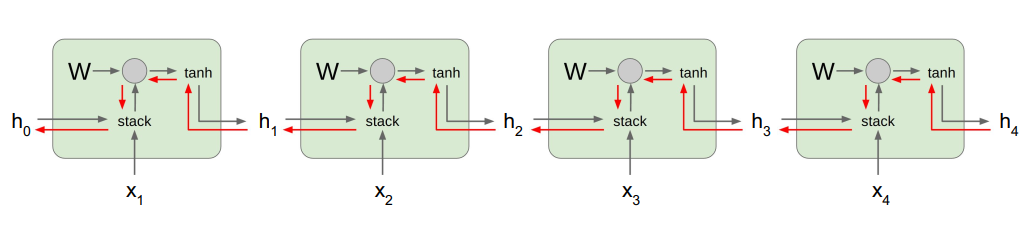 W tanh W tanh W tanh W tanh
h0 stack h1 stack h2 stack h3 stack h4
x1 x2 x3 x4